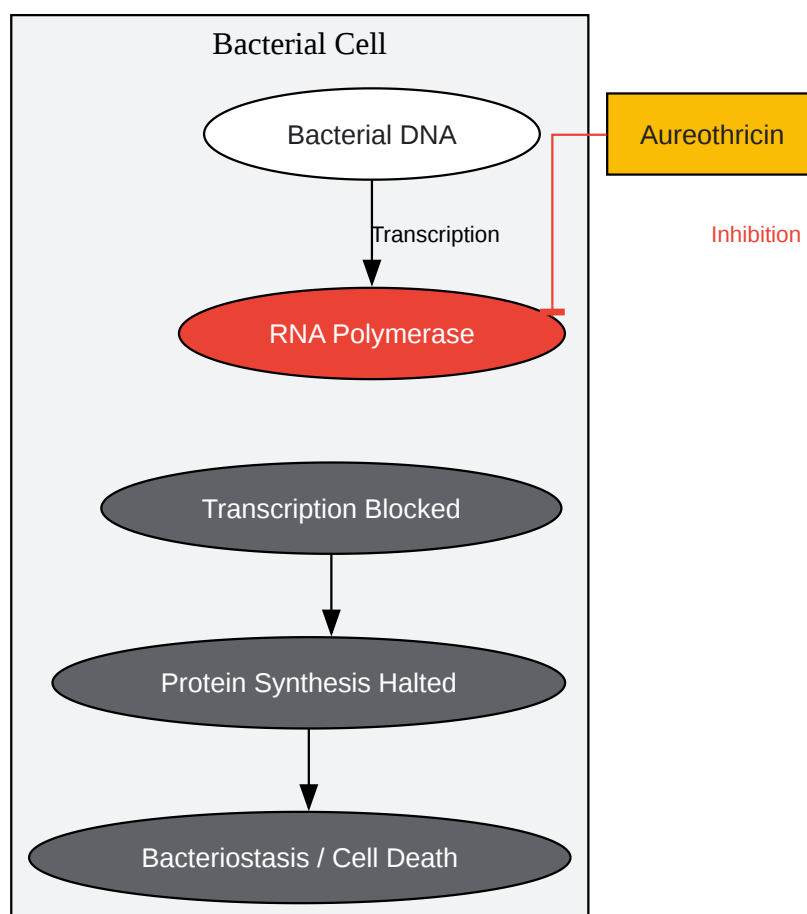 Bacterial Cell
Bacterial DNA
Aureothricin
Transcription
Inhibition
RNA Polymerase
Transcription Blocked
Protein Synthesis Halted
Bacteriostasis / Cell Death